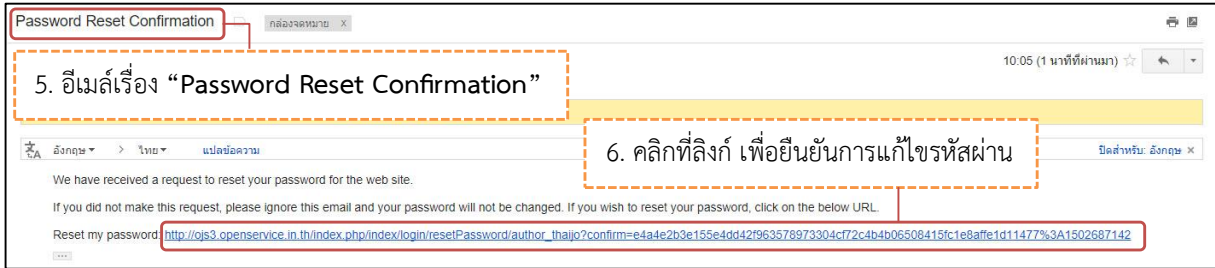 Password Reset Confirmation กล่องจดหมาย x
10:05 (1 นาทีที่ผ่านมา)
5. อีเมล์เรื่อง “Password Reset Confirmation”
6. คลิกที่ลิงก์ เพื่อยืนยันการแก้ไขรหัสผ่าน
อังกฤษ > ไทย แปลข้อความ ปิดสำหรับ: อังกฤษ ×
We have received a request to reset your password for the web site.
If you did not make this request, please ignore this email and your password will not be changed. If you wish to reset your password, click on the below URL.
Reset my password: http://ojs3.openservice.in.th/index.php/index/login/resetPassword/author_thaijo?confirm=e4a4e2b3e155e4dd42f963578973304cf72c4b4b06508415fc1e8affe1d11477%3A1502687142